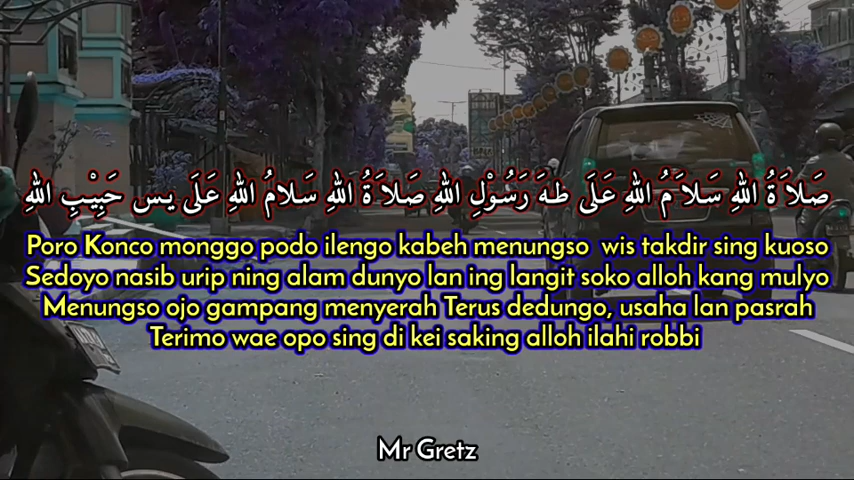 صَلاَةُ اللهِ سَلاَمُ اللهِ عَلَى طٰهَ رَسُوْلِ اللهِ صَلاَةُ اللهِ سَلامُ اللهِ عَلَى يس حَبِيْبِ اللهِ
Poro Konco monggo podo ilengo kabeh menungso wis takdir sing kuoso
Sedoyo nasib urip ning alam dunyo lan ing langit soko alloh kang mulyo
Menungso ojo gampang menyerah Terus dedungo, usaha lan pasrah
Terimo wae opo sing di kei saking alloh ilahi robbi
Mr Gretz